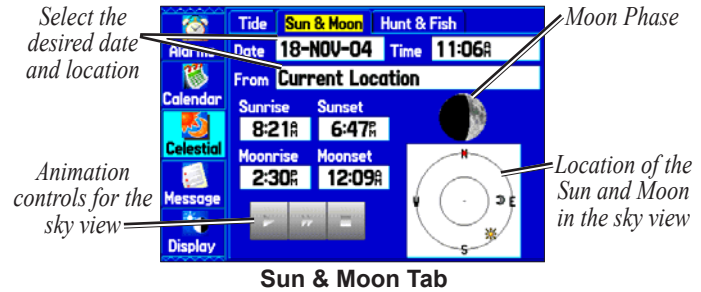 Select the
desired date
and location
Moon Phase
Tide Sun & Moon Hunt & Fish
Alarms
Date 18-NOV-04 Time 11:06A
From Current Location
Calendar
Sunrise Sunset
8:21A 6:47P
Celestial
Moonrise Moonset
2:30P 12:09A
Message
Display
N
W
E
S
Animation
controls for the
sky view
Location of the
Sun and Moon
in the sky view
Sun & Moon Tab